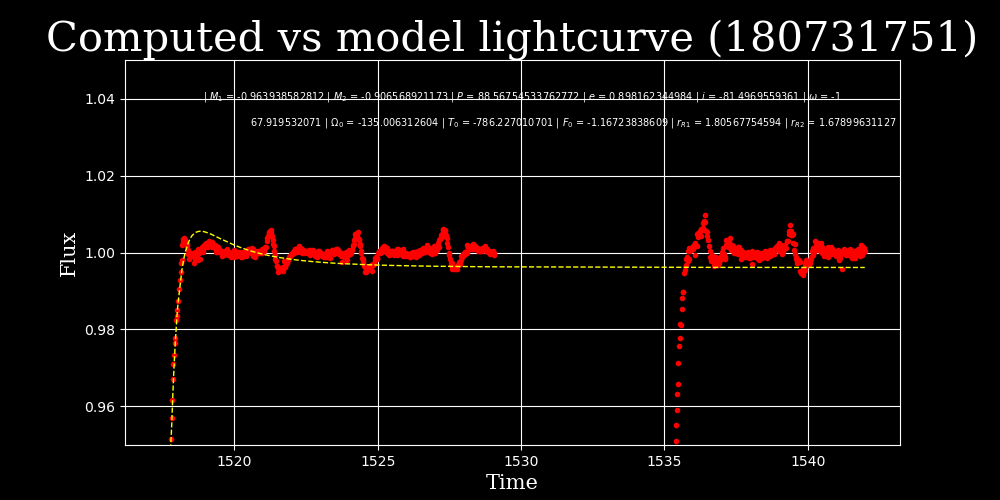 Computed vs model lightcurve (180731751)
| M₁ = -0.963938582812 | M₂ = -0.906568921173 | P = 88.56754533762772 | e = 0.898162344984 | i = -81.4969559361 | ω = -1
67.919532071 | Ω₀ = -135.006312604 | T₀ = -786.227010701 | F₀ = -1.16723838609 | r_R1 = 1.80567754594 | r_R2 = 1.67899631127
1.04
1.02
1.00
0.98
0.96
Flux
1520 1525 1530 1535 1540
Time